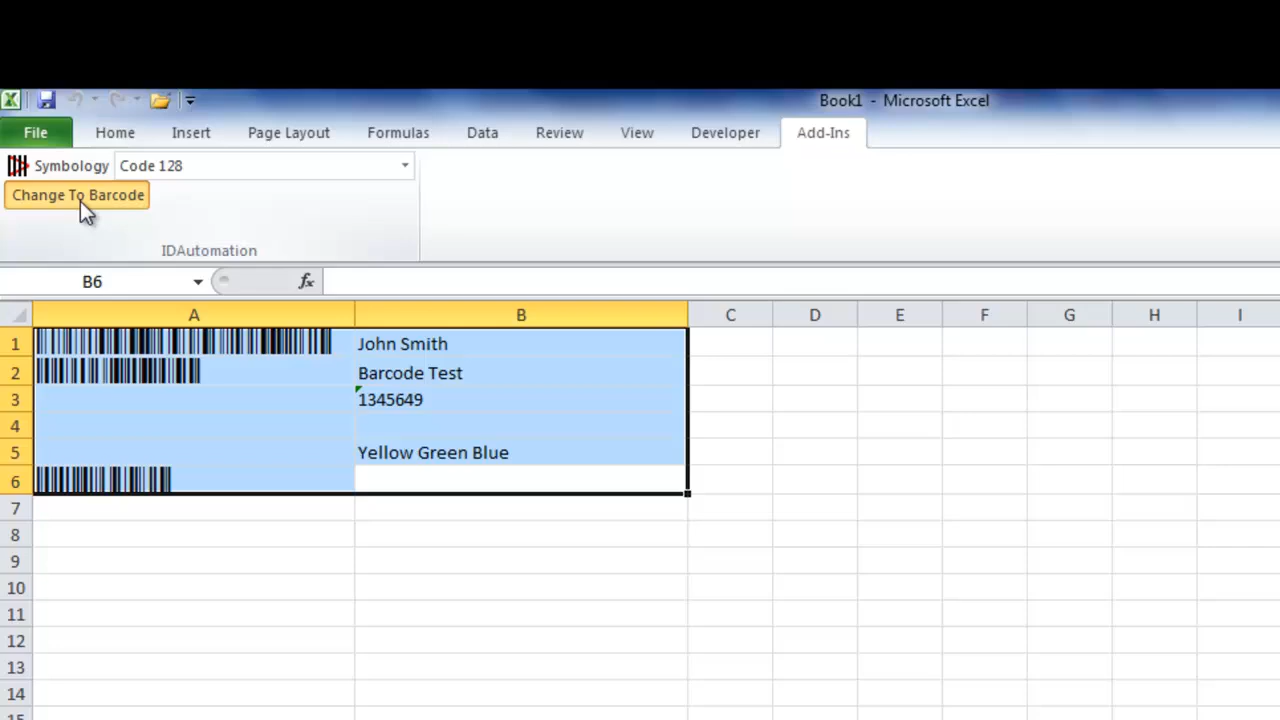 Book1 - Microsoft Excel
File Home Insert Page Layout Formulas Data Review View Developer Add-Ins
Symbology Code 128
Change To Barcode
IDAutomation
B6 fx
A B C D E F G H I
1 John Smith
2 Barcode Test
3 1345649
4
5 Yellow Green Blue
6
7
8
9
10
11
12
13
14
15